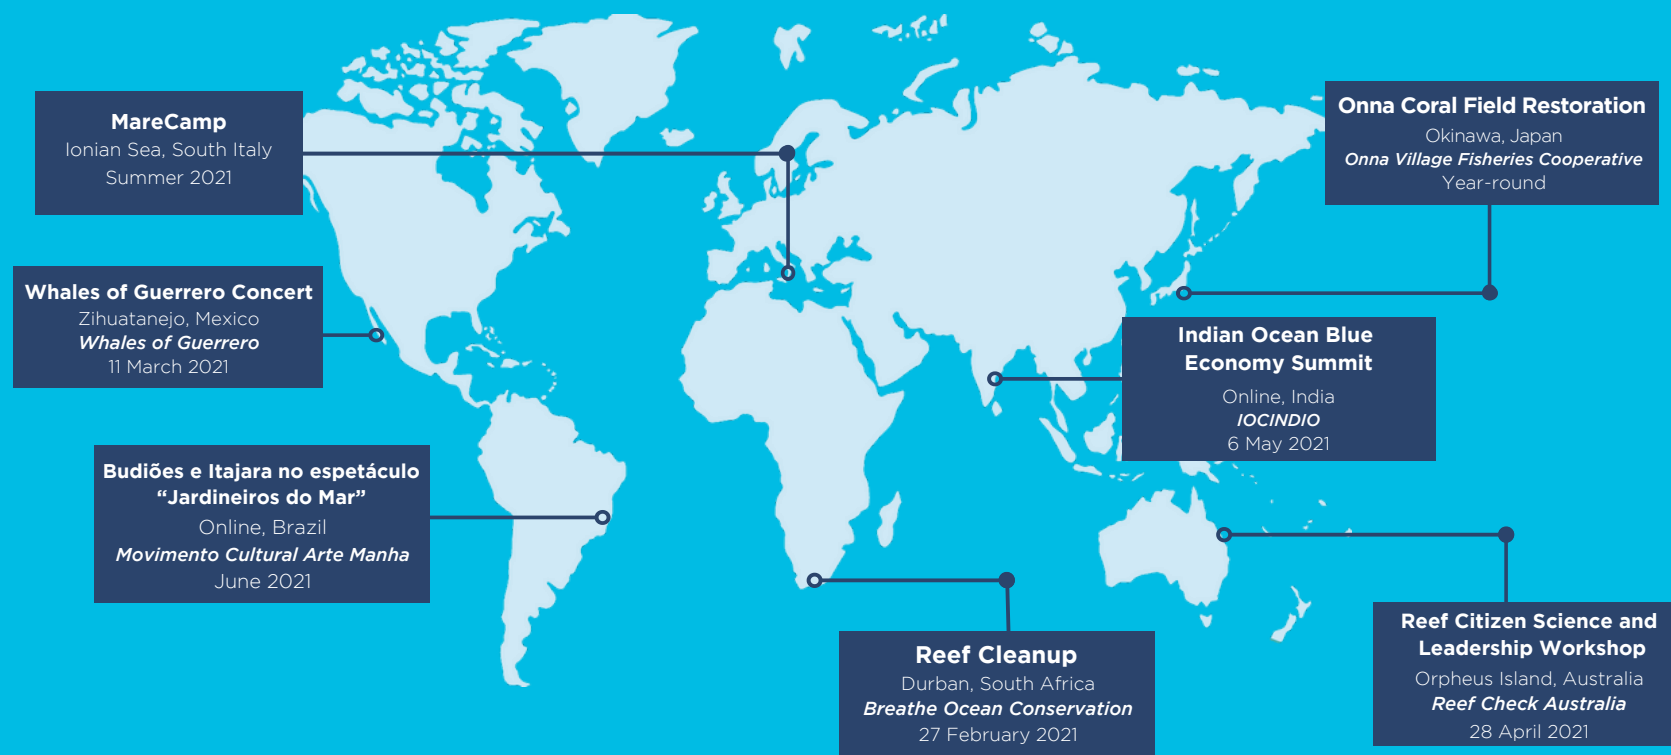 MareCamp
Ionian Sea, South Italy
Summer 2021
Whales of Guerrero Concert
Zihuatanejo, Mexico
Whales of Guerrero
11 March 2021
Budiões e Itajara no espetáculo
“Jardineiros do Mar”
Online, Brazil
Movimento Cultural Arte Manha
June 2021
Onna Coral Field Restoration
Okinawa, Japan
Onna Village Fisheries Cooperative
Year-round
Indian Ocean Blue
Economy Summit
Online, India
IOCINDIO
6 May 2021
Reef Cleanup
Durban, South Africa
Breathe Ocean Conservation
27 February 2021
Reef Citizen Science and
Leadership Workshop
Orpheus Island, Australia
Reef Check Australia
28 April 2021